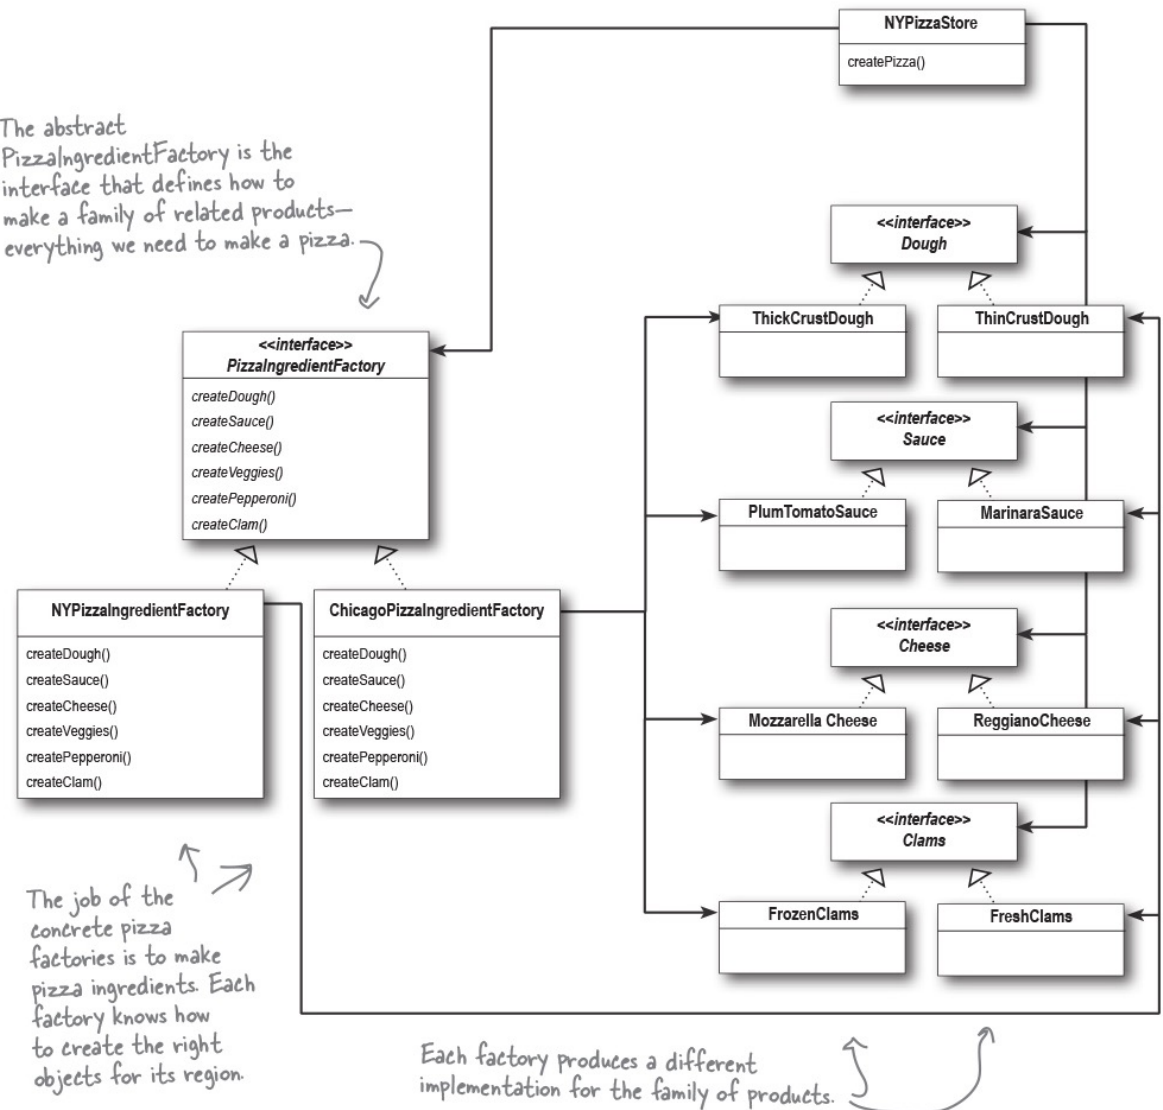 NYPizzaStore
createPizza()
The abstract
PizzaIngredientFactory is the
interface that defines how to
make a family of related products—
everything we need to make a pizza.
<<interface>>
PizzaIngredientFactory
createDough()
createSauce()
createCheese()
createVeggies()
createPepperoni()
createClam()
NYPizzaIngredientFactory
createDough()
createSauce()
createCheese()
createVeggies()
createPepperoni()
createClam()
ChicagoPizzaIngredientFactory
createDough()
createSauce()
createCheese()
createVeggies()
createPepperoni()
createClam()
<<interface>>
Dough
ThickCrustDough
ThinCrustDough
<<interface>>
Sauce
PlumTomatoSauce
MarinaraSauce
<<interface>>
Cheese
Mozzarella Cheese
ReggianoCheese
<<interface>>
Clams
FrozenClams
FreshClams
The job of the
concrete pizza
factories is to make
pizza ingredients. Each
factory knows how
to create the right
objects for its region.
Each factory produces a different
implementation for the family of products.